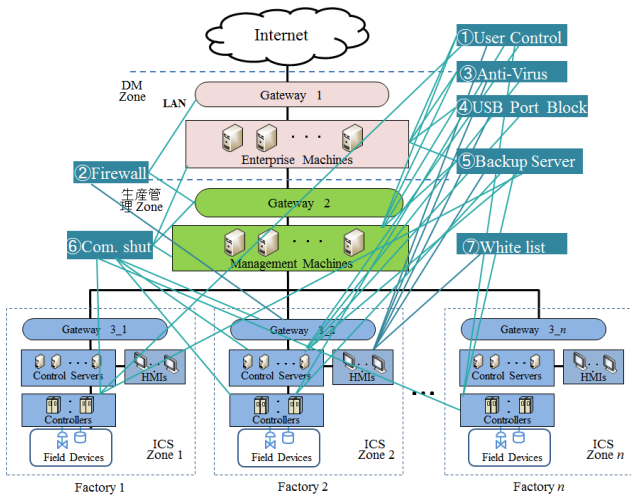 Internet
①User Control
③Anti-Virus
DM
Zone
Gateway 1
LAN
④USB Port Block
Enterprise Machines
②Firewall
⑤Backup Server
生産管
理 Zone
Gateway 2
⑥Com. shut
Management Machines
⑦White list
Gateway 3_1
Gateway 3_2
Gateway 3_n
Control Servers
HMIs
Control Servers
HMIs
Control Servers
HMIs
Controllers
Controllers
Controllers
Field Devices
ICS
Zone 1
Field Devices
ICS
Zone 2
Field Devices
ICS
Zone n
Factory 1
Factory 2
Factory n